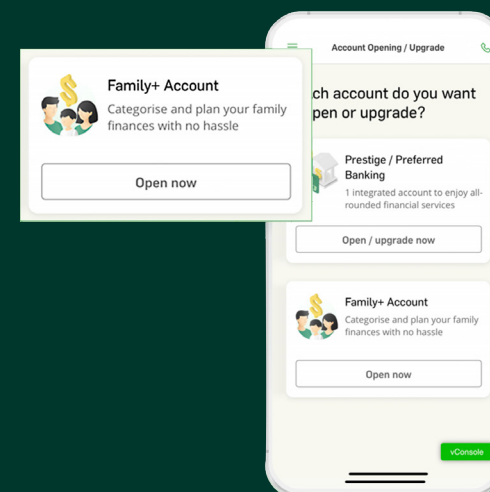 Family+ Account
Categorise and plan your family
finances with no hassle
Open now
Account Opening / Upgrade
ch account do you want
pen or upgrade?
Prestige / Preferred
Banking
1 integrated account to enjoy all-
rounded financial services
Open / upgrade now
Family+ Account
Categorise and plan your family
finances with no hassle
Open now
vConsole